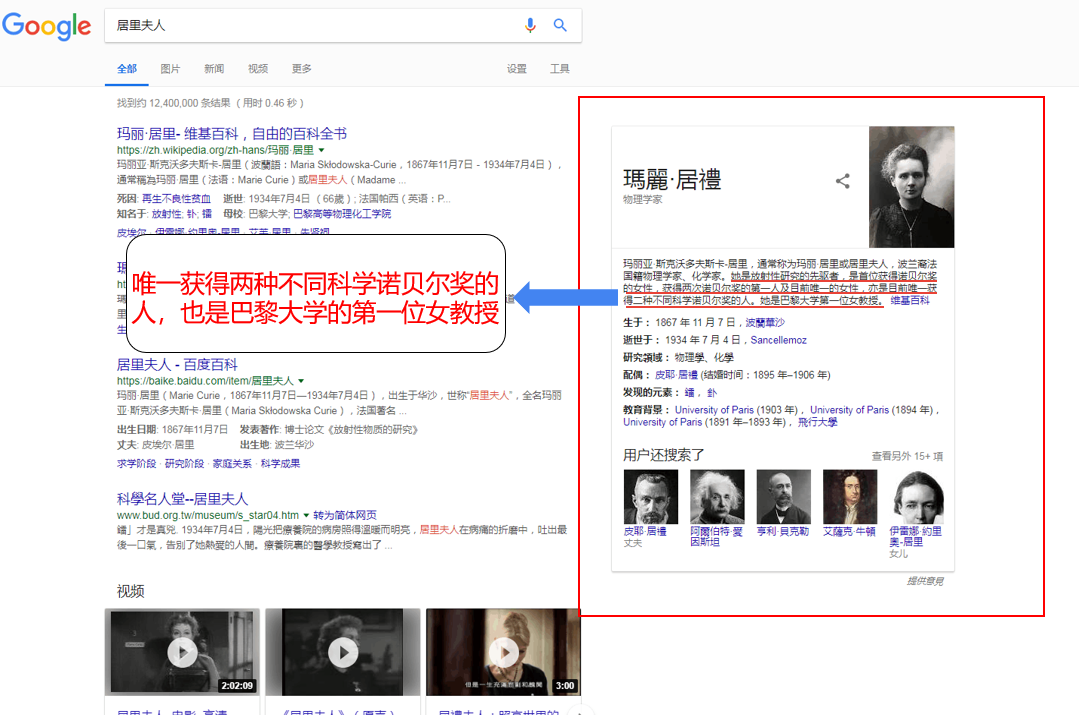 Google
居里夫人
全部 图片 新闻 视频 更多 设置 工具
找到约 12,400,000 条结果 （用时 0.46 秒）
玛丽·居里- 维基百科，自由的百科全书
https://zh.wikipedia.org/zh-hans/玛丽·居里
玛丽亚·斯克沃多夫斯卡-居里（波蘭語：Maria Skłodowska-Curie，1867年11月7日 - 1934年7月4日），
通常稱為玛丽·居里（法语：Marie Curie）或居里夫人（Madame ...
死因: 再生不良性贫血 逝世: 1934年7月4日（66歲）; 法国帕西（英语：P...
知名于: 放射性; 钋; 镭 母校: 巴黎大学; 巴黎高等物理化工学院
唯一获得两种不同科学诺贝尔奖的
人，也是巴黎大学的第一位女教授
居里夫人 - 百度百科
https://baike.baidu.com/item/居里夫人
玛丽·居里（Marie Curie，1867年11月7日—1934年7月4日），出生于华沙，世称“居里夫人”，全名玛丽
亚·斯克沃多夫斯卡·居里（Maria Skłodowska Curie），法国著名 ...
出生日期: 1867年11月7日 发表著作: 博士论文《放射性物质的研究》
丈夫: 皮埃尔·居里 出生地: 波兰华沙
求学阶段 · 研究阶段 · 家庭关系 · 科学成果
科學名人堂--居里夫人
www.bud.org.tw/museum/s_star04.htm 转为简体网页
鐳」才是真兇. 1934年7月4日，陽光把療養院的病房照得溫暖而明亮，居里夫人在病痛的折磨中，吐出最
後一口氣，告別了她熱愛的人間。療養院裏的醫學教授寫出了 ...
视频
2:02:09
但是一生充滿悲劇和醜聞
3:00
瑪麗·居禮
物理学家
玛丽亚·斯克沃多夫斯卡-居里，通常称为玛丽·居里或居里夫人，波兰裔法
国籍物理学家、化学家。她是放射性研究的先驱者，是首位获得诺贝尔奖
的女性，获得两次诺贝尔奖的第一人及目前唯一的女性，亦是目前唯一获
得二种不同科学诺贝尔奖的人。她是巴黎大学第一位女教授。 维基百科
生于： 1867 年 11 月 7 日，波蘭華沙
逝世于： 1934 年 7 月 4 日，Sancellemoz
研究領域： 物理學、化學
配偶： 皮耶·居禮 (结婚时间：1895 年–1906 年)
发现的元素： 鐳， 釙
教育背景： University of Paris (1903 年)， University of Paris (1894 年)，
University of Paris (1891 年–1893 年)， 飛行大學
用户还搜索了
查看另外 15+ 项
皮耶·居禮
丈夫
阿爾伯特·愛
因斯坦
亨利·貝克勒
艾薩克·牛頓
伊雷娜·約里
奧-居里
女儿
提供意見